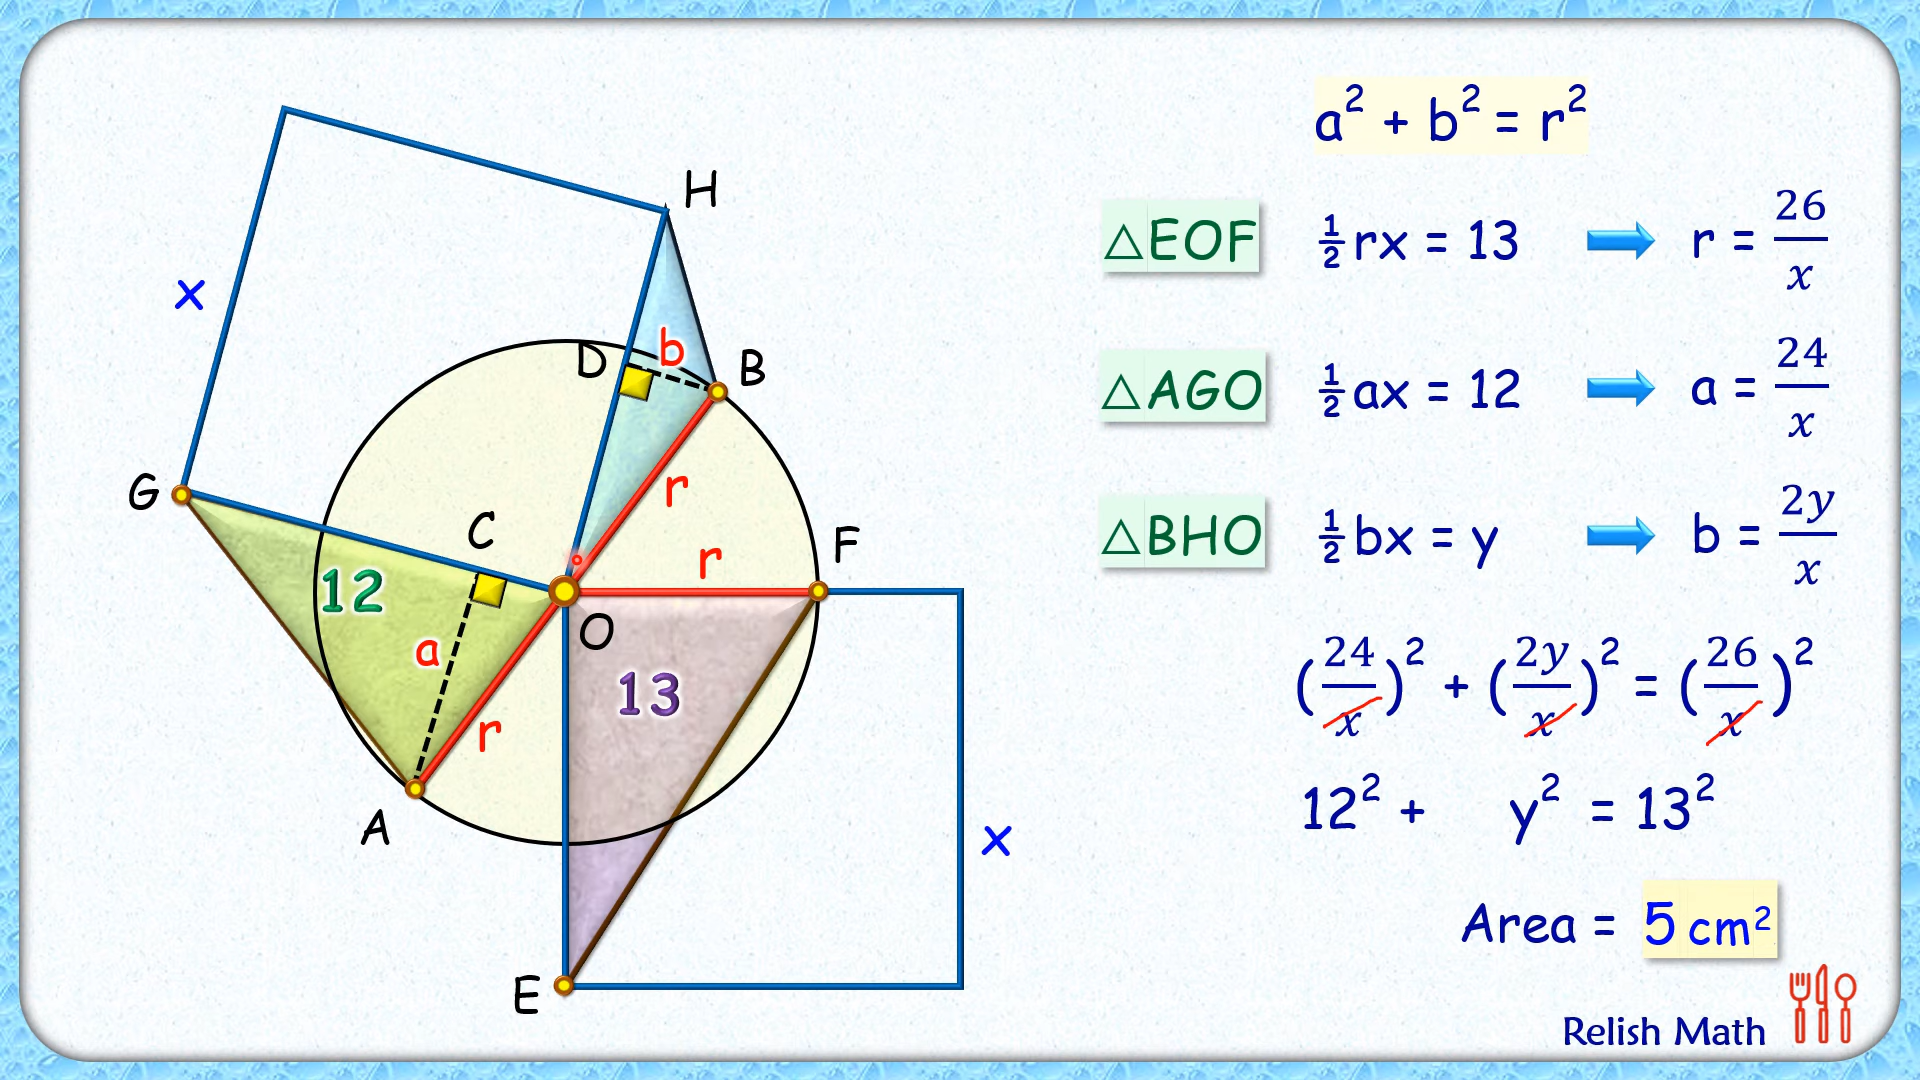 a² + b² = r²
△EOF ½rx = 13 ➡ r = 26/x
△AGO ½ax = 12 ➡ a = 24/x
△BHO ½bx = y ➡ b = 2y/x
(24/x)² + (2y/x)² = (26/x)²
12² + y² = 13²
Area = 5 cm²
Relish Math
H
x
D
b
B
G
C
r
F
12
r
O
a
13
r
A
x
E